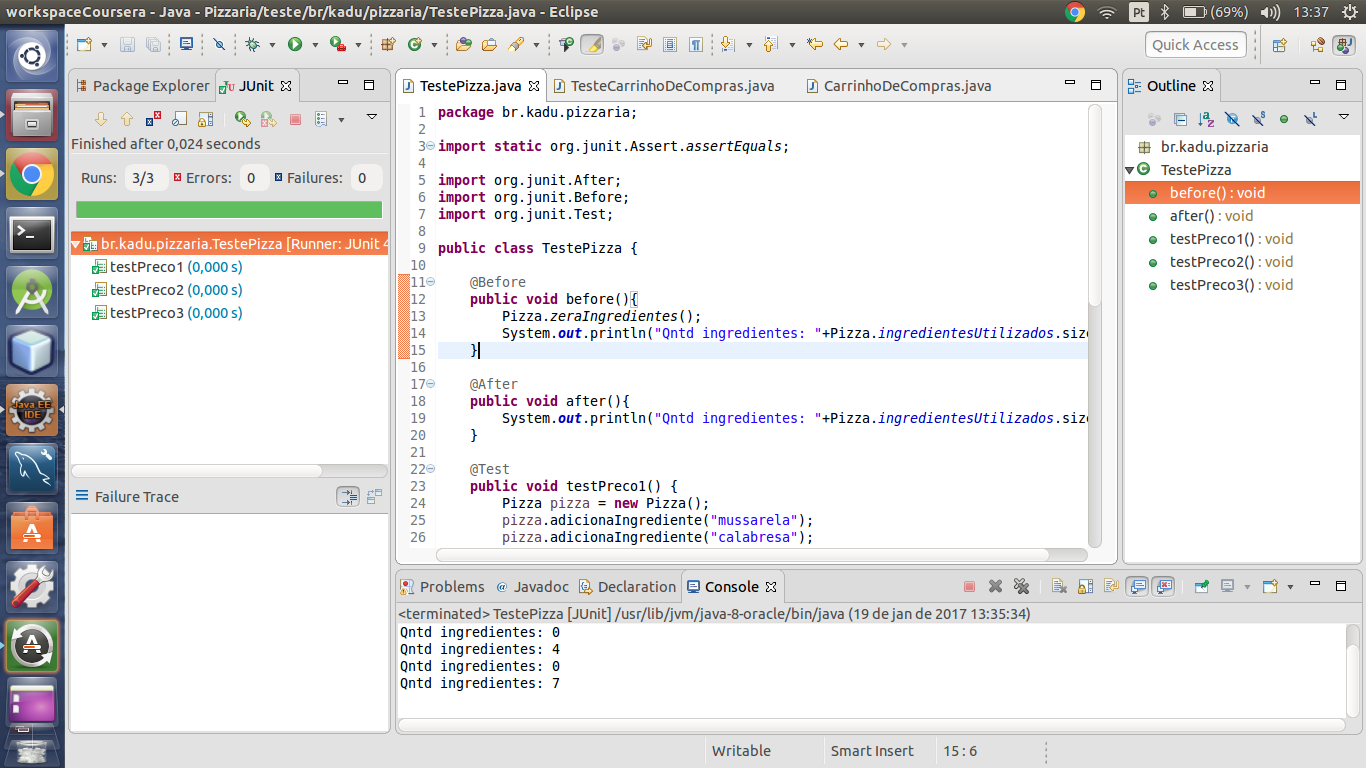 workspaceCoursera - Java - Pizzaria/teste/br/kadu/pizzaria/TestePizza.java - Eclipse
Pt
(69%)
13:37
Quick Access
Package Explorer
JUnit
Finished after 0,024 seconds
Runs: 3/3
Errors: 0
Failures: 0
br.kadu.pizzaria.TestePizza [Runner: JUnit 4
testPreco1 (0,000 s)
testPreco2 (0,000 s)
testPreco3 (0,000 s)
Failure Trace
TestePizza.java
TesteCarrinhoDeCompras.java
CarrinhoDeCompras.java
1 package br.kadu.pizzaria;
2
3 import static org.junit.Assert.assertEquals;
4
5 import org.junit.After;
6 import org.junit.Before;
7 import org.junit.Test;
8
9 public class TestePizza {
10
11 @Before
12 public void before(){
13 Pizza.zeraIngredientes();
14 System.out.println("Qntd ingredientes: "+Pizza.ingredientesUtilizados.size
15 }
16
17 @After
18 public void after(){
19 System.out.println("Qntd ingredientes: "+Pizza.ingredientesUtilizados.size
20 }
21
22 @Test
23 public void testPreco1() {
24 Pizza pizza = new Pizza();
25 pizza.adicionaIngrediente("mussarela");
26 pizza.adicionaIngrediente("calabresa");
Outline
br.kadu.pizzaria
TestePizza
before() : void
after() : void
testPreco1() : void
testPreco2() : void
testPreco3() : void
Problems
Javadoc
Declaration
Console
<terminated> TestePizza [JUnit] /usr/lib/jvm/java-8-oracle/bin/java (19 de jan de 2017 13:35:34)
Qntd ingredientes: 0
Qntd ingredientes: 4
Qntd ingredientes: 0
Qntd ingredientes: 7
Writable
Smart Insert
15 : 6
Java EE
IDE